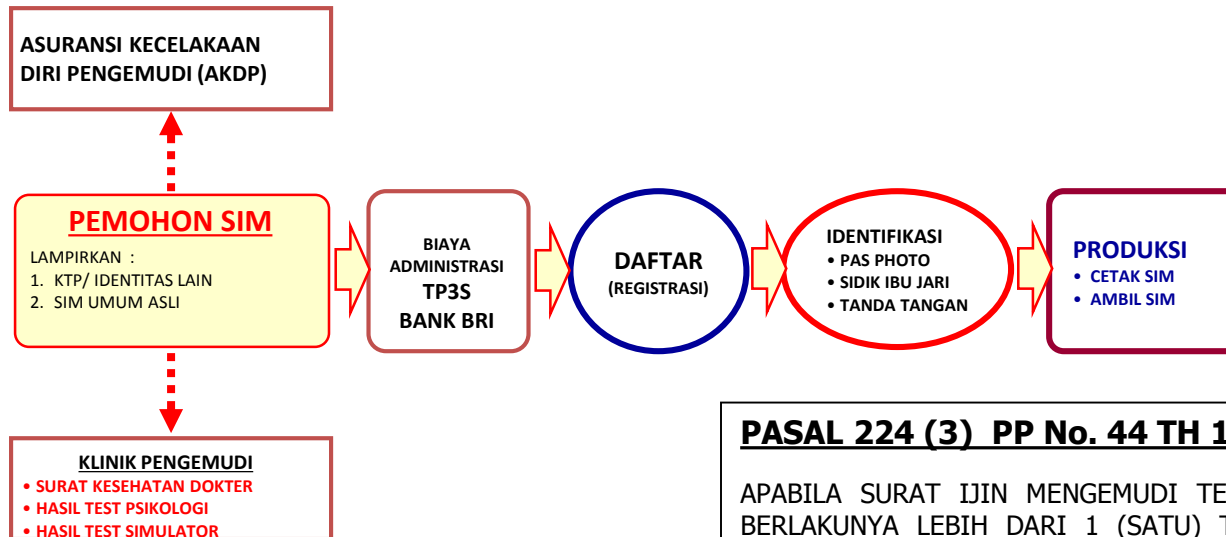 ASURANSI KECELAKAAN
DIRI PENGEMUDI (AKDP)
PEMOHON SIM
LAMPIRKAN :
1. KTP/ IDENTITAS LAIN
2. SIM UMUM ASLI
BIAYA
ADMINISTRASI
TP3S
BANK BRI
DAFTAR
(REGISTRASI)
IDENTIFIKASI
• PAS PHOTO
• SIDIK IBU JARI
• TANDA TANGAN
PRODUKSI
• CETAK SIM
• AMBIL SIM
KLINIK PENGEMUDI
• SURAT KESEHATAN DOKTER
• HASIL TEST PSIKOLOGI
• HASIL TEST SIMULATOR
PASAL 224 (3) PP No. 44 TH 1
APABILA SURAT IJIN MENGEMUDI TE
BERLAKUNYA LEBIH DARI 1 (SATU) T